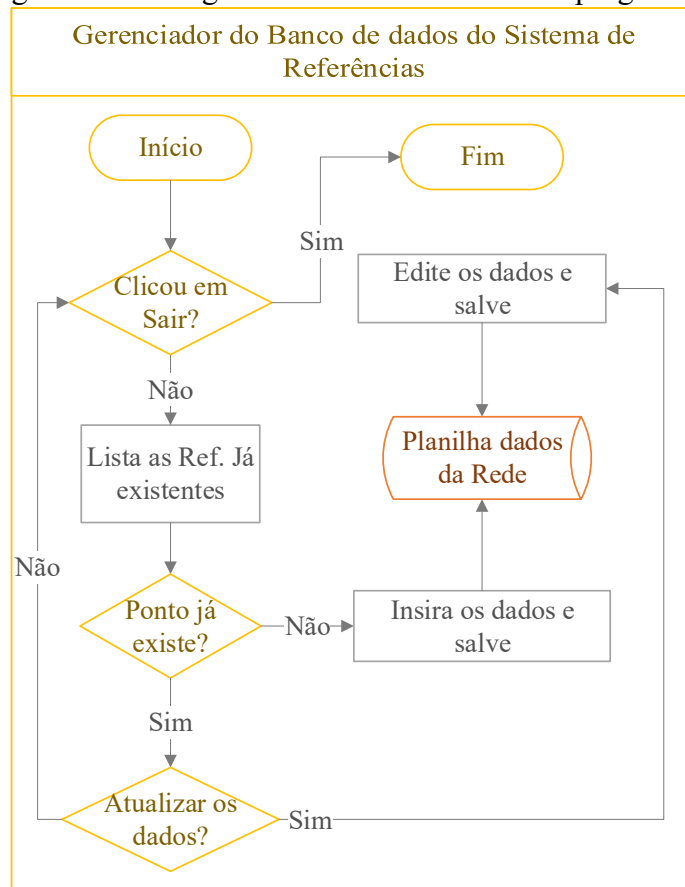 Gerenciador do Banco de dados do Sistema de
Referências
Início
Fim
Sim
Clicou em
Sair?
Edite os dados e
salve
Não
Lista as Ref. Já
existentes
Planilha dados
da Rede
Não
Ponto já
existe?
Não
Insira os dados e
salve
Sim
Atualizar os
dados?
Sim